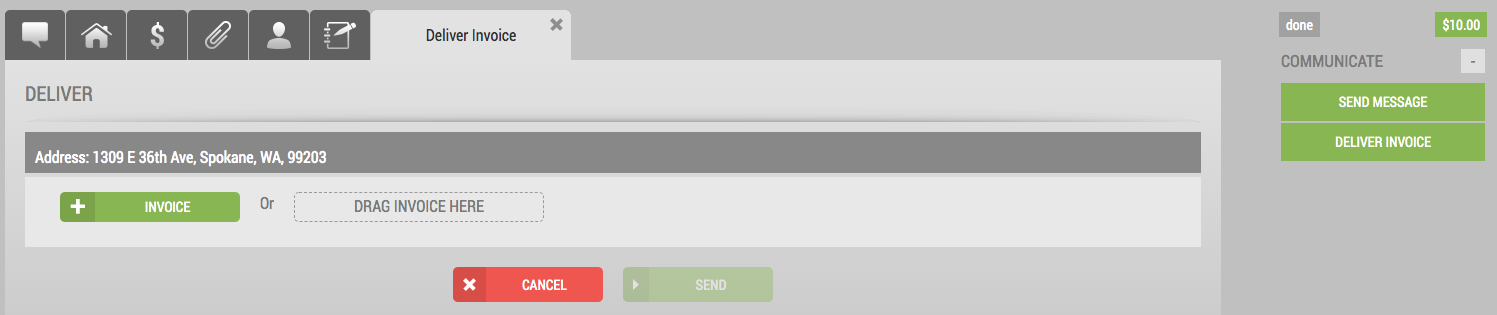 Deliver Invoice
done
$10.00
COMMUNICATE
-
SEND MESSAGE
DELIVER INVOICE
DELIVER
Address: 1309 E 36th Ave, Spokane, WA, 99203
INVOICE
Or
DRAG INVOICE HERE
CANCEL
SEND